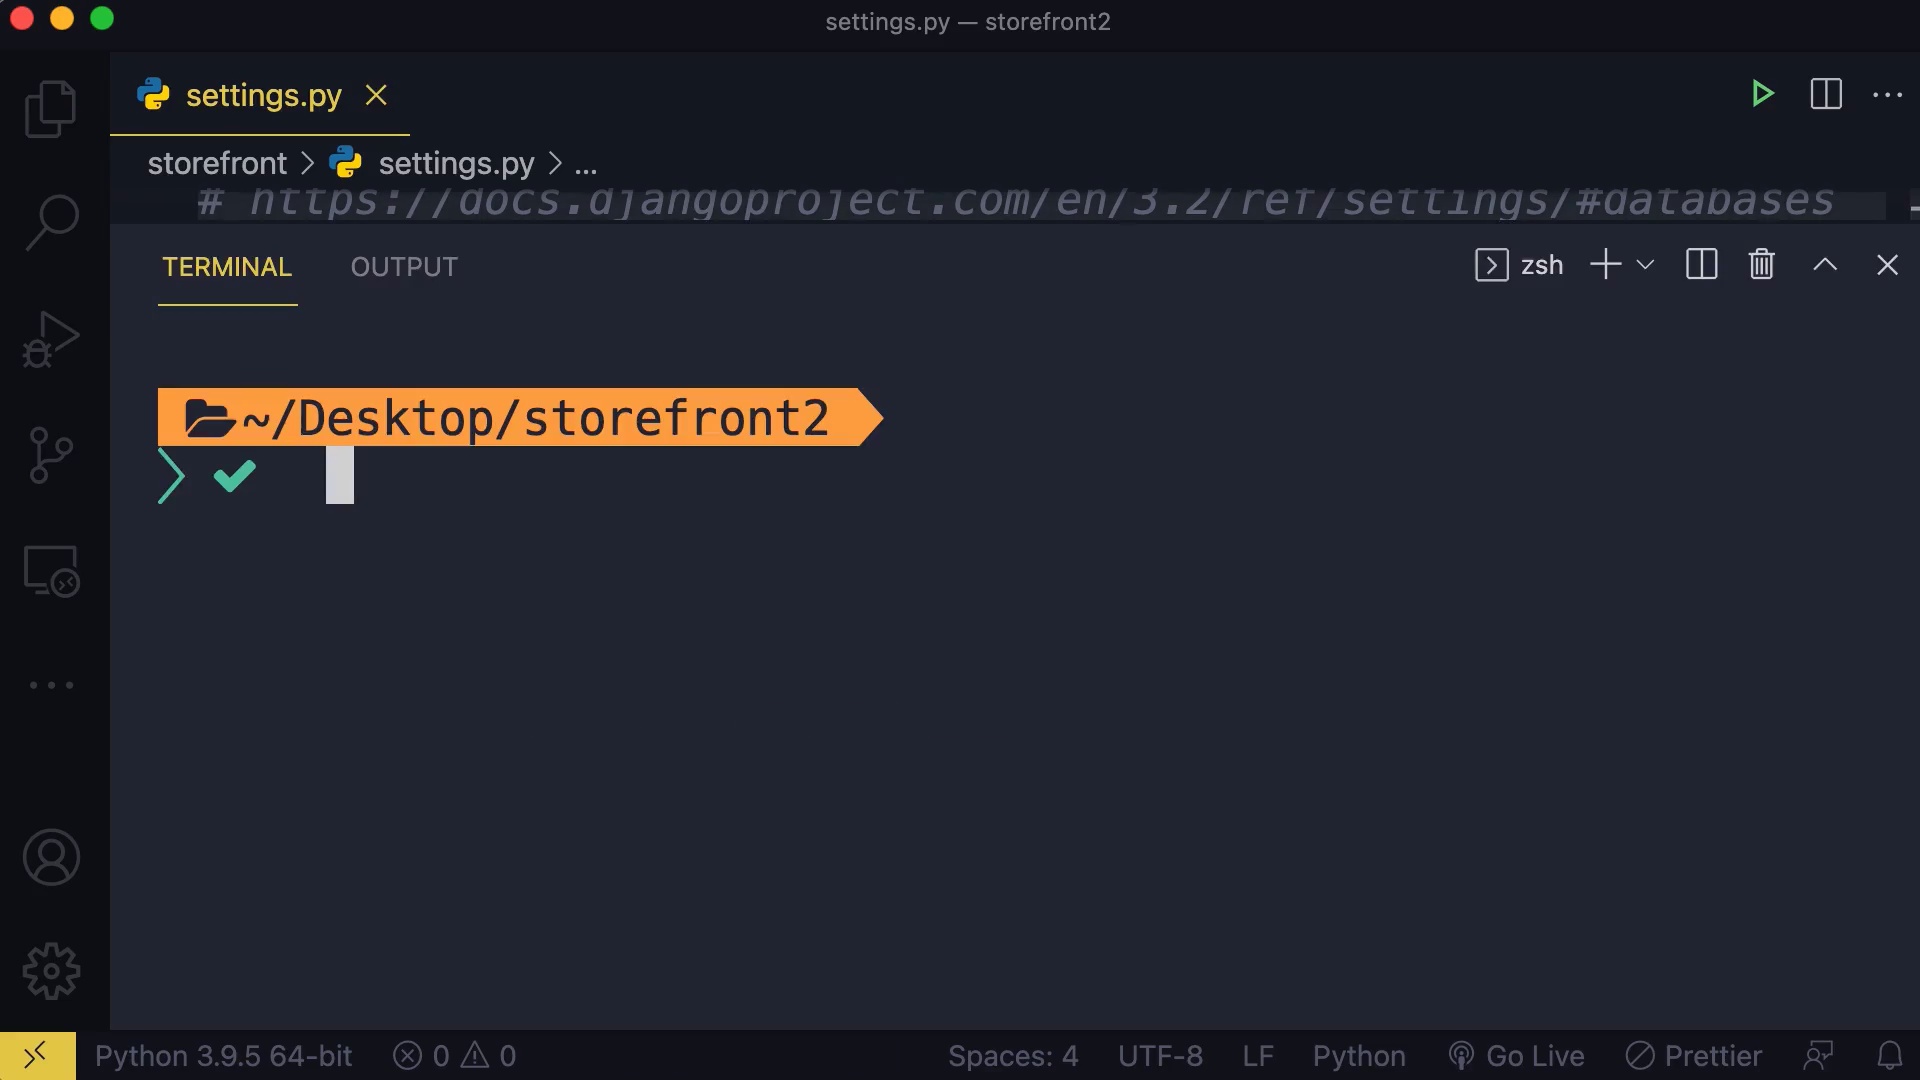 settings.py — storefront2
settings.py
storefront > settings.py > ...
# https://docs.djangoproject.com/en/3.2/ref/settings/#databases
TERMINAL OUTPUT zsh
~/Desktop/storefront2
Python 3.9.5 64-bit 0 0 Spaces: 4 UTF-8 LF Python Go Live Prettier